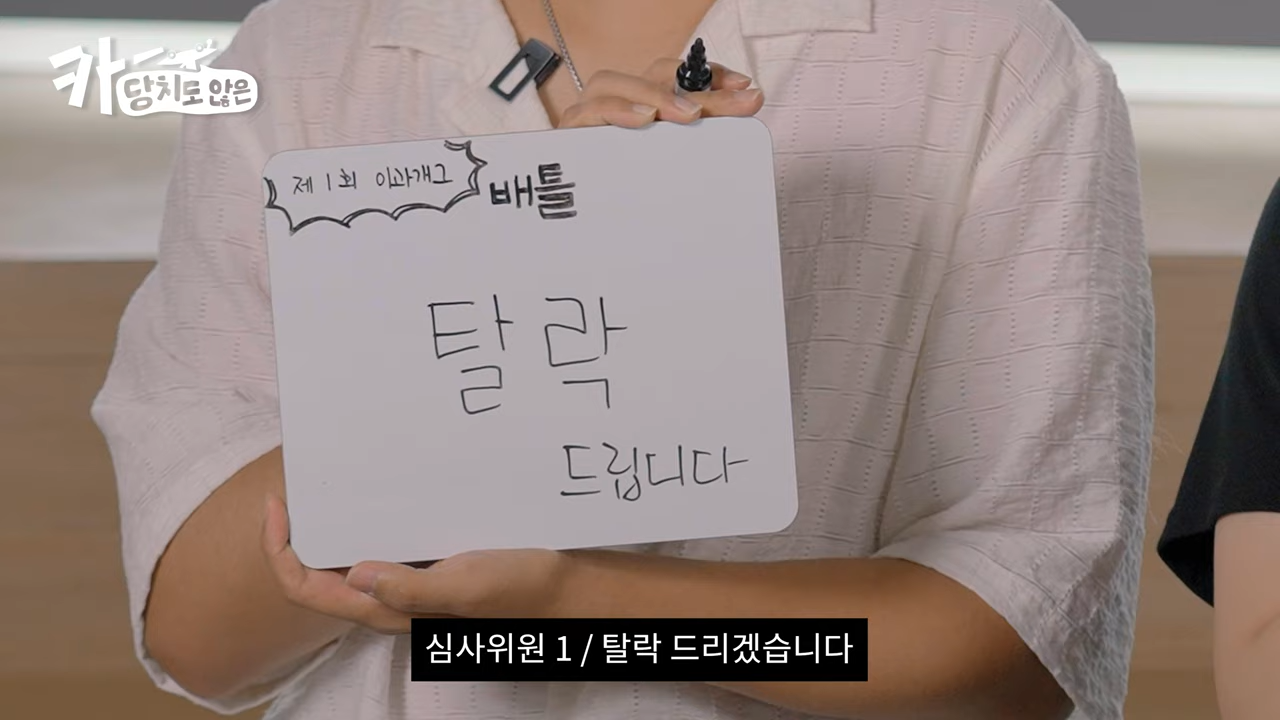 카
당치도 않은
제 1회 이과개그
배틀
탈락
드립니다
심사위원 1 / 탈락 드리겠습니다